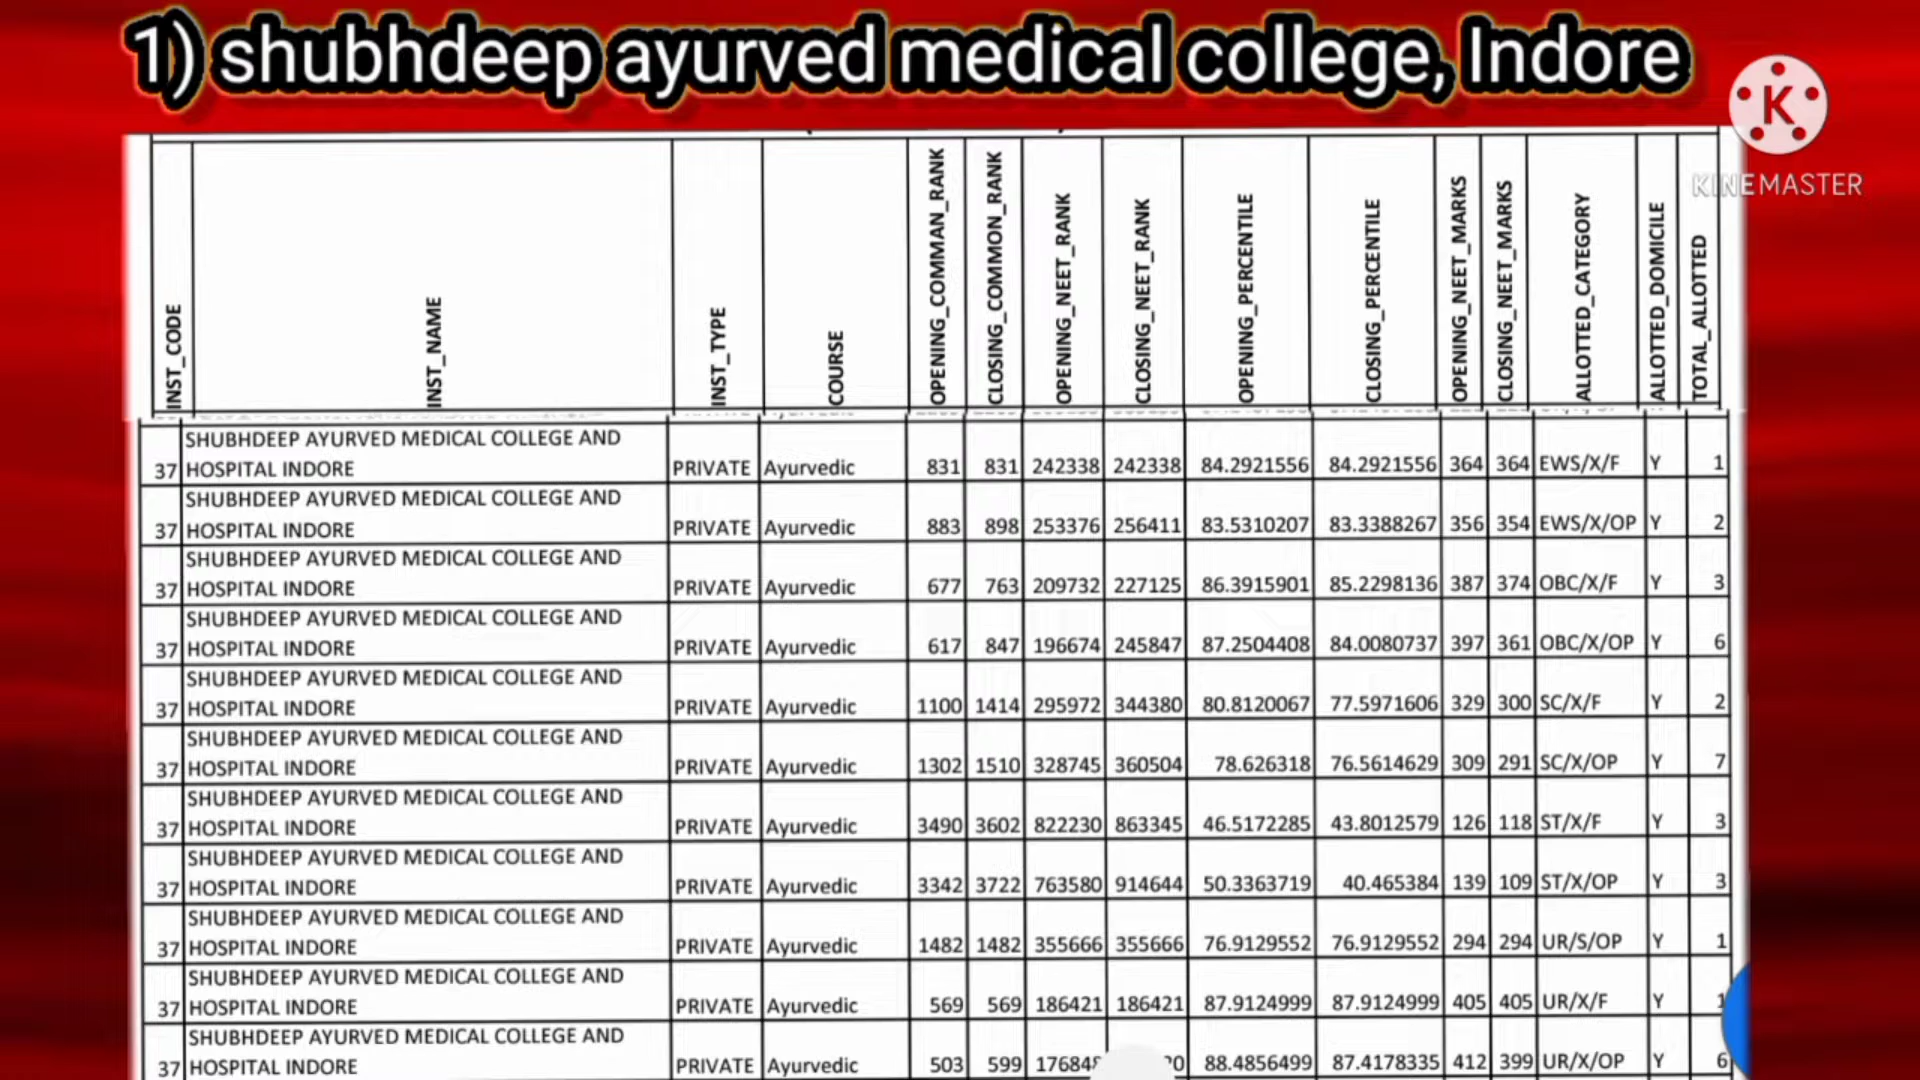 1) shubhdeep ayurved medical college, Indore
K
KINEMASTER
INST_CODE INST_NAME INST_TYPE COURSE OPENING_COMMAN_RANK CLOSING_COMMON_RANK OPENING_NEET_RANK CLOSING_NEET_RANK OPENING_PERCENTILE CLOSING_PERCENTILE OPENING_NEET_MARKS CLOSING_NEET_MARKS ALLOTTED_CATEGORY ALLOTTED_DOMICILE TOTAL_ALLOTTED
SHUBHDEEP AYURVED MEDICAL COLLEGE AND
37 HOSPITAL INDORE PRIVATE Ayurvedic 831 831 242338 242338 84.2921556 84.2921556 364 364 EWS/X/F Y 1
SHUBHDEEP AYURVED MEDICAL COLLEGE AND
37 HOSPITAL INDORE PRIVATE Ayurvedic 883 898 253376 256411 83.5310207 83.3388267 356 354 EWS/X/OP Y 2
SHUBHDEEP AYURVED MEDICAL COLLEGE AND
37 HOSPITAL INDORE PRIVATE Ayurvedic 677 763 209732 227125 86.3915901 85.2298136 387 374 OBC/X/F Y 3
SHUBHDEEP AYURVED MEDICAL COLLEGE AND
37 HOSPITAL INDORE PRIVATE Ayurvedic 617 847 196674 245847 87.2504408 84.0080737 397 361 OBC/X/OP Y 6
SHUBHDEEP AYURVED MEDICAL COLLEGE AND
37 HOSPITAL INDORE PRIVATE Ayurvedic 1100 1414 295972 344380 80.8120067 77.5971606 329 300 SC/X/F Y 2
SHUBHDEEP AYURVED MEDICAL COLLEGE AND
37 HOSPITAL INDORE PRIVATE Ayurvedic 1302 1510 328745 360504 78.626318 76.5614629 309 291 SC/X/OP Y 7
SHUBHDEEP AYURVED MEDICAL COLLEGE AND
37 HOSPITAL INDORE PRIVATE Ayurvedic 3490 3602 822230 863345 46.5172285 43.8012579 126 118 ST/X/F Y 3
SHUBHDEEP AYURVED MEDICAL COLLEGE AND
37 HOSPITAL INDORE PRIVATE Ayurvedic 3342 3722 763580 914644 50.3363719 40.465384 139 109 ST/X/OP Y 3
SHUBHDEEP AYURVED MEDICAL COLLEGE AND
37 HOSPITAL INDORE PRIVATE Ayurvedic 1482 1482 355666 355666 76.9129552 76.9129552 294 294 UR/S/OP Y 1
SHUBHDEEP AYURVED MEDICAL COLLEGE AND
37 HOSPITAL INDORE PRIVATE Ayurvedic 569 569 186421 186421 87.9124999 87.9124999 405 405 UR/X/F Y 1
SHUBHDEEP AYURVED MEDICAL COLLEGE AND
37 HOSPITAL INDORE PRIVATE Ayurvedic 503 599 88.4856499 87.4178335 412 399 UR/X/OP Y 6